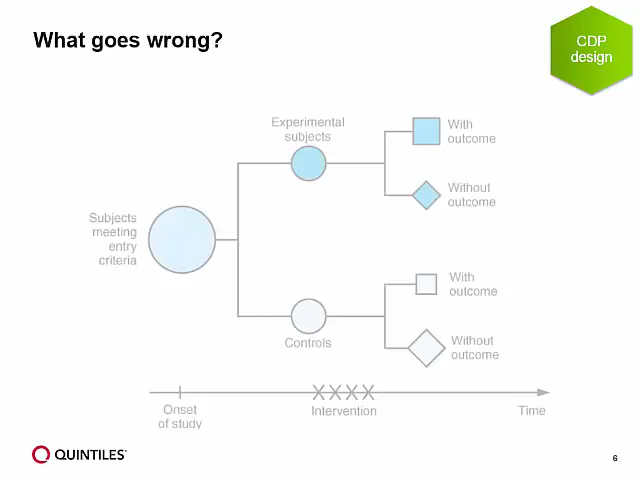 What goes wrong?
CDP
design
Experimental
subjects
With
outcome
Without
outcome
Subjects
meeting
entry
criteria
With
outcome
Controls
Without
outcome
Onset
of study
Intervention
Time
QUINTILES
6